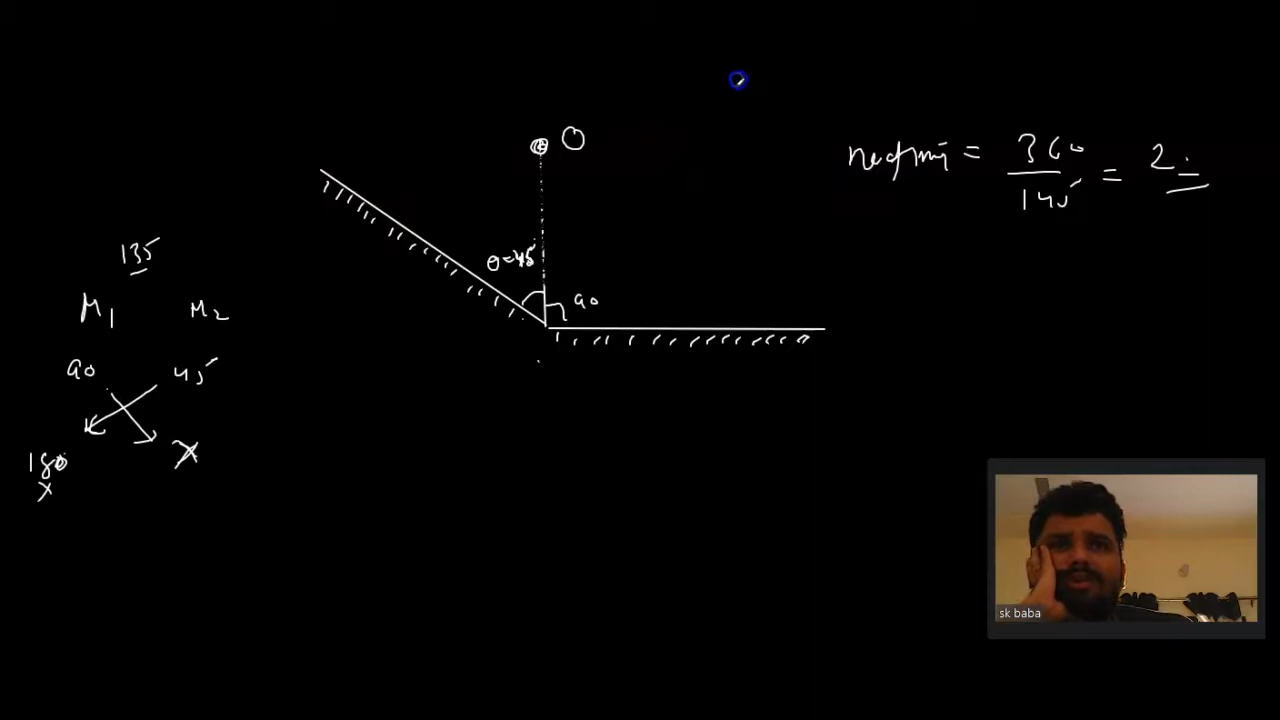 O
no of img = 360 / 145 = 2.
135
θ=45
M1 M2
90
90 45
180 X
X
sk baba